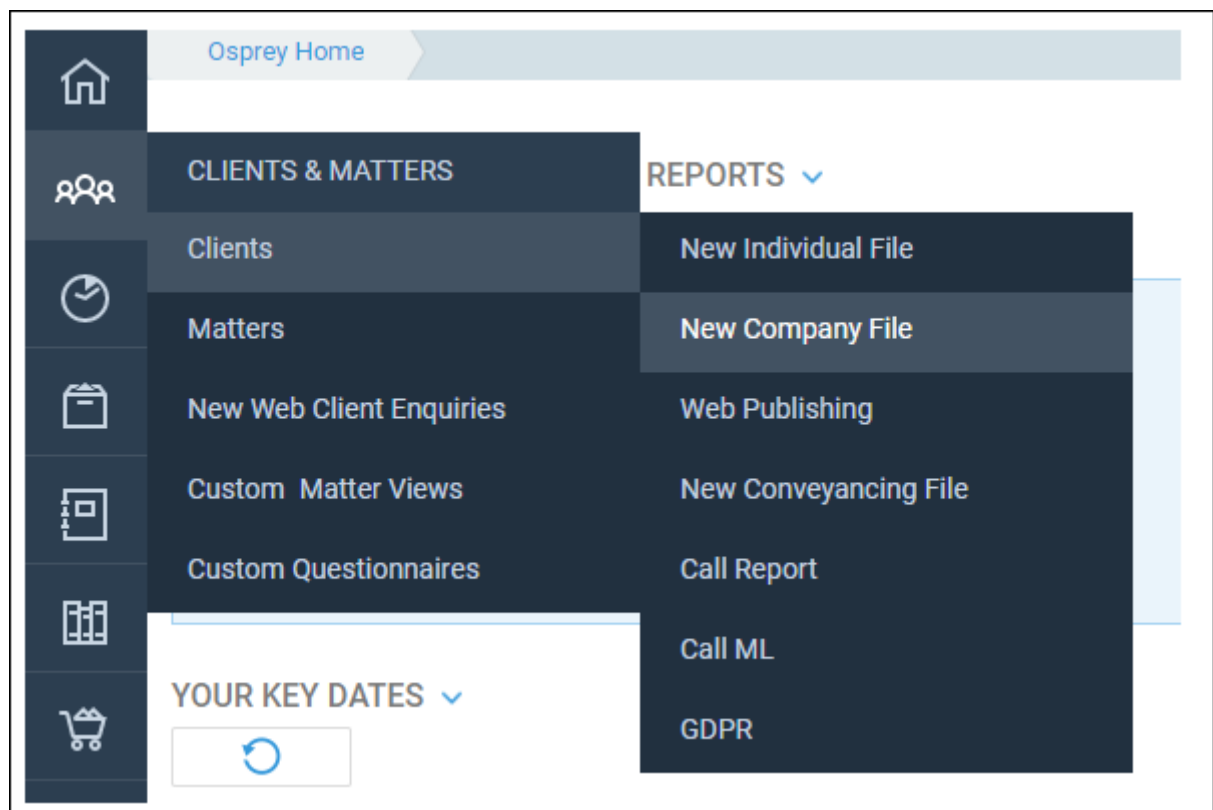 Osprey Home
CLIENTS & MATTERS
REPORTS
Clients
New Individual File
Matters
New Company File
New Web Client Enquiries
Web Publishing
Custom  Matter Views
New Conveyancing File
Custom Questionnaires
Call Report
Call ML
YOUR KEY DATES
GDPR